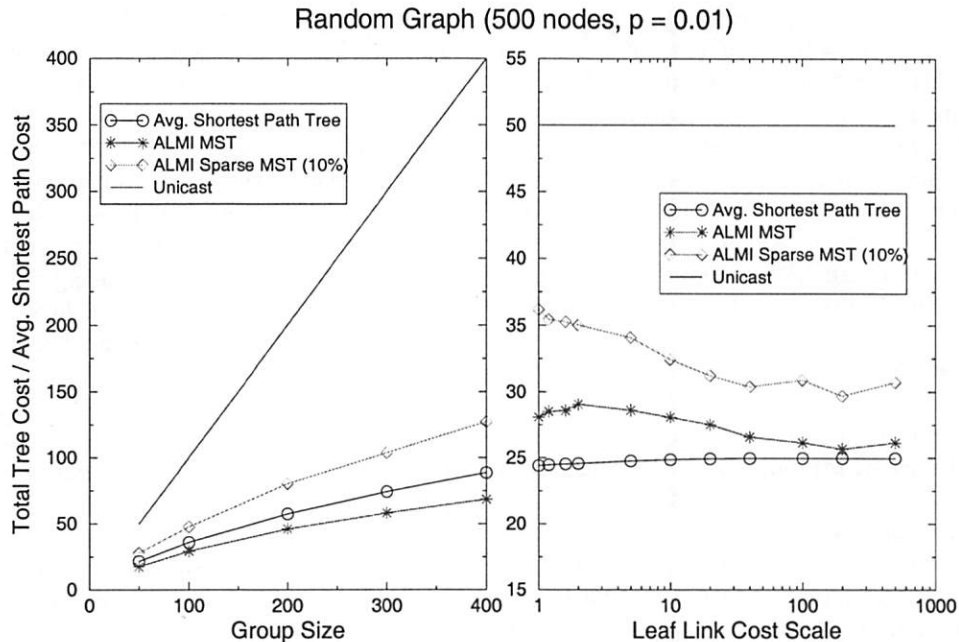 Random Graph (500 nodes, p = 0.01)
Total Tree Cost / Avg. Shortest Path Cost
400
350
300
250
200
150
100
50
0
Avg. Shortest Path Tree
ALMI MST
ALMI Sparse MST (10%)
Unicast
0 100 200 300 400
Group Size
55
50
45
40
35
30
25
20
15
Avg. Shortest Path Tree
ALMI MST
ALMI Sparse MST (10%)
Unicast
1 10 100 1000
Leaf Link Cost Scale